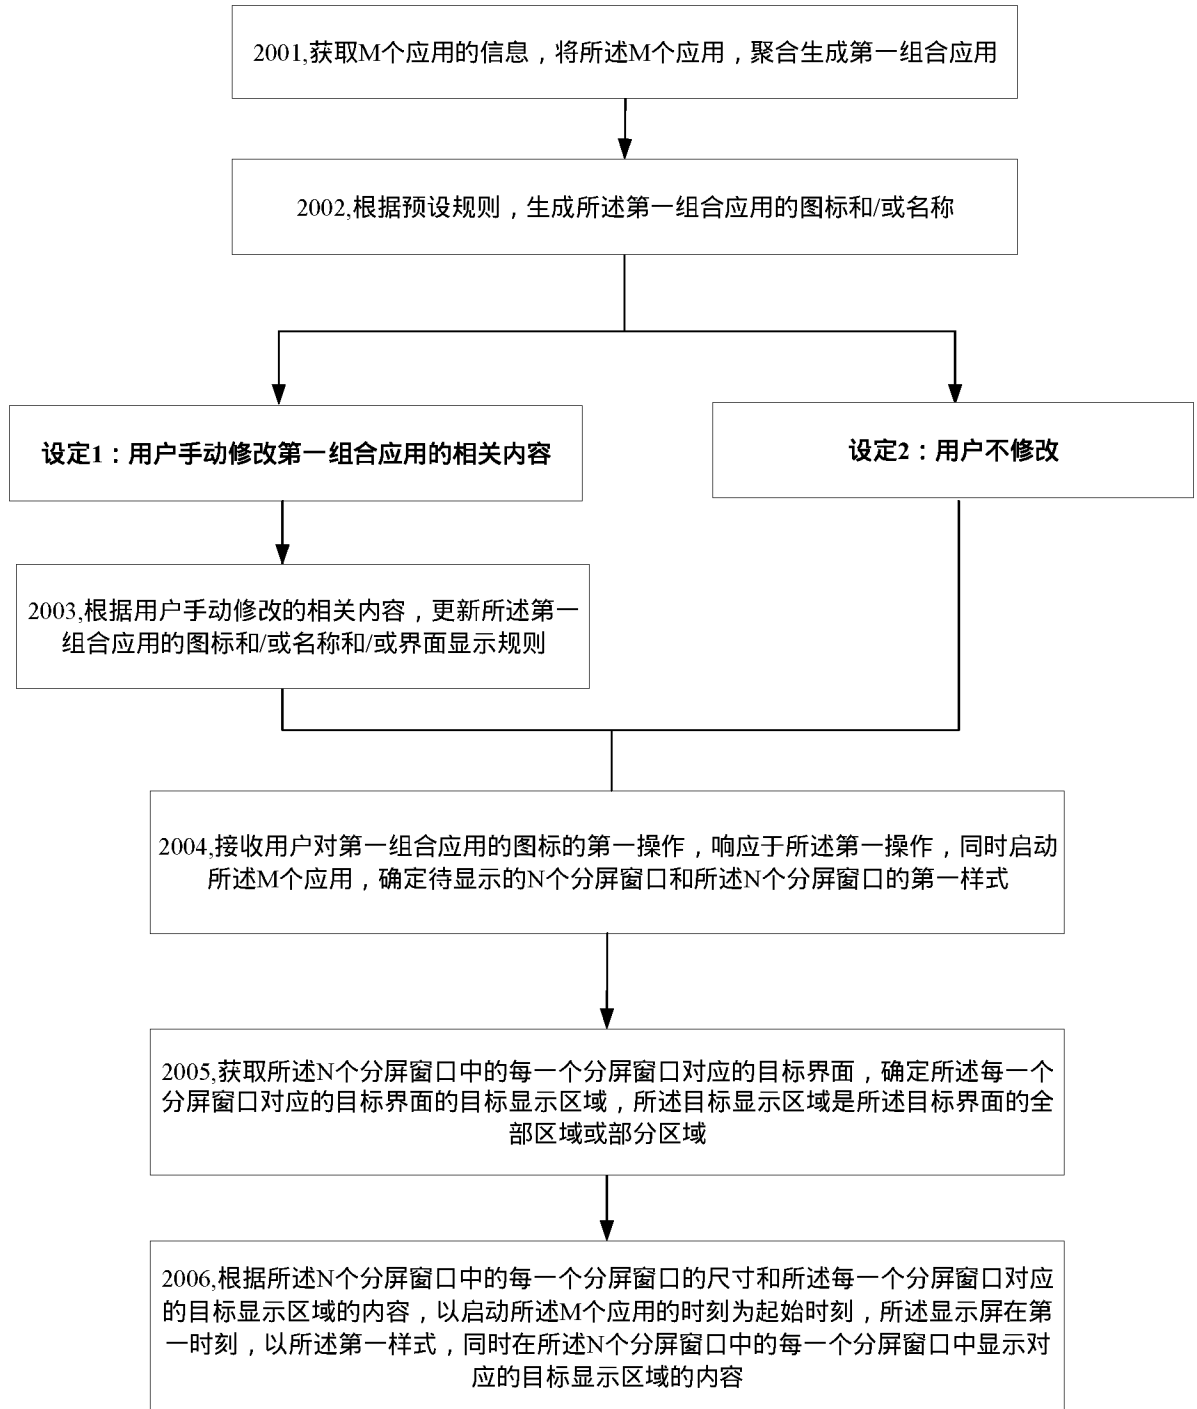 2001,获取M个应用的信息，将所述M个应用，聚合生成第一组合应用
2002,根据预设规则，生成所述第一组合应用的图标和/或名称
设定1：用户手动修改第一组合应用的相关内容
设定2：用户不修改
2003,根据用户手动修改的相关内容，更新所述第一
组合应用的图标和/或名称和/或界面显示规则
2004,接收用户对第一组合应用的图标的第一操作，响应于所述第一操作，同时启动
所述M个应用，确定待显示的N个分屏窗口和所述N个分屏窗口的第一样式
2005,获取所述N个分屏窗口中的每一个分屏窗口对应的目标界面，确定所述每一个
分屏窗口对应的目标界面的目标显示区域，所述目标显示区域是所述目标界面的全
部区域或部分区域
2006,根据所述N个分屏窗口中的每一个分屏窗口的尺寸和所述每一个分屏窗口对应
的目标显示区域的内容，以启动所述M个应用的时刻为起始时刻，所述显示屏在第
一时刻，以所述第一样式，同时在所述N个分屏窗口中的每一个分屏窗口中显示对
应的目标显示区域的内容